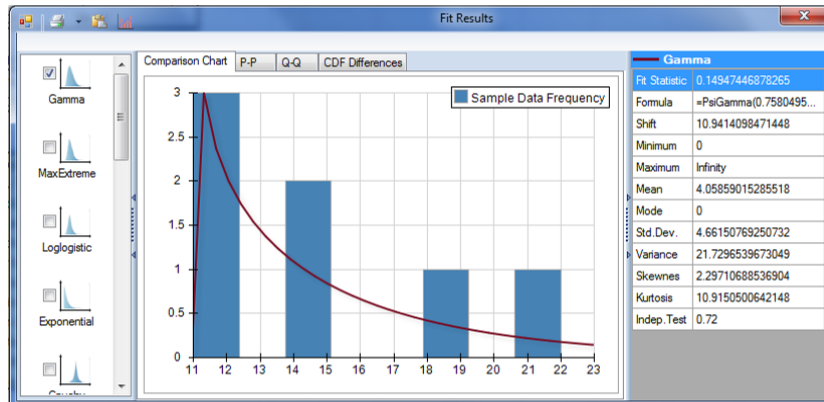 Fit Results
Gamma
MaxExtreme
Loglogistic
Exponential
Comparison Chart P-P Q-Q CDF Differences
Sample Data Frequency
3
2.5
2
1.5
1
0.5
0
11 12 13 14 15 16 17 18 19 20 21 22 23
Gamma
Fit Statistic 0.14947446878265
Formula =PsiGamma(0.7580495...
Shift 10.9414098471448
Minimum 0
Maximum Infinity
Mean 4.05859015285518
Mode 0
Std.Dev. 4.66150769250732
Variance 21.7296539673049
Skewnes 2.29710688536904
Kurtosis 10.9150500642148
Indep.Test 0.72